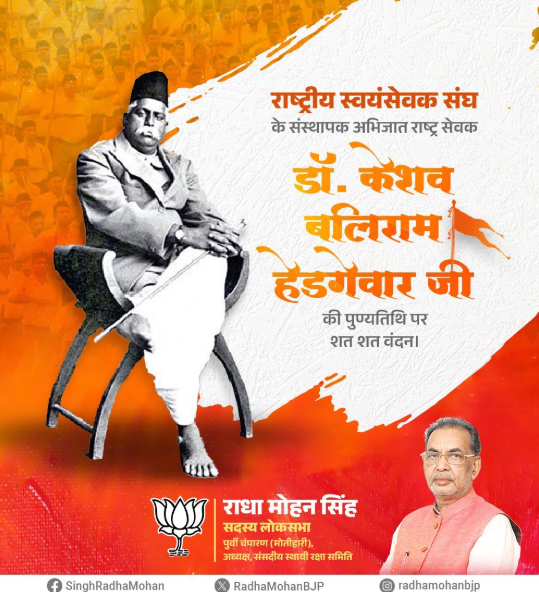 राष्ट्रीय स्वयंसेवक संघ
के संस्थापक अभिजात राष्ट्र सेवक
डॉ. केशव
बलिराम
हेडगेवार जी
की पुण्यतिथि पर
शत शत वंदन।
राधा मोहन सिंह
सदस्य लोकसभा
पुर्वी चंपारण (मोतीहारी),
अध्यक्ष, संसदीय स्थायी रक्षा समिति
SinghRadhaMohan
RadhaMohanBJP
radhamohanbjp